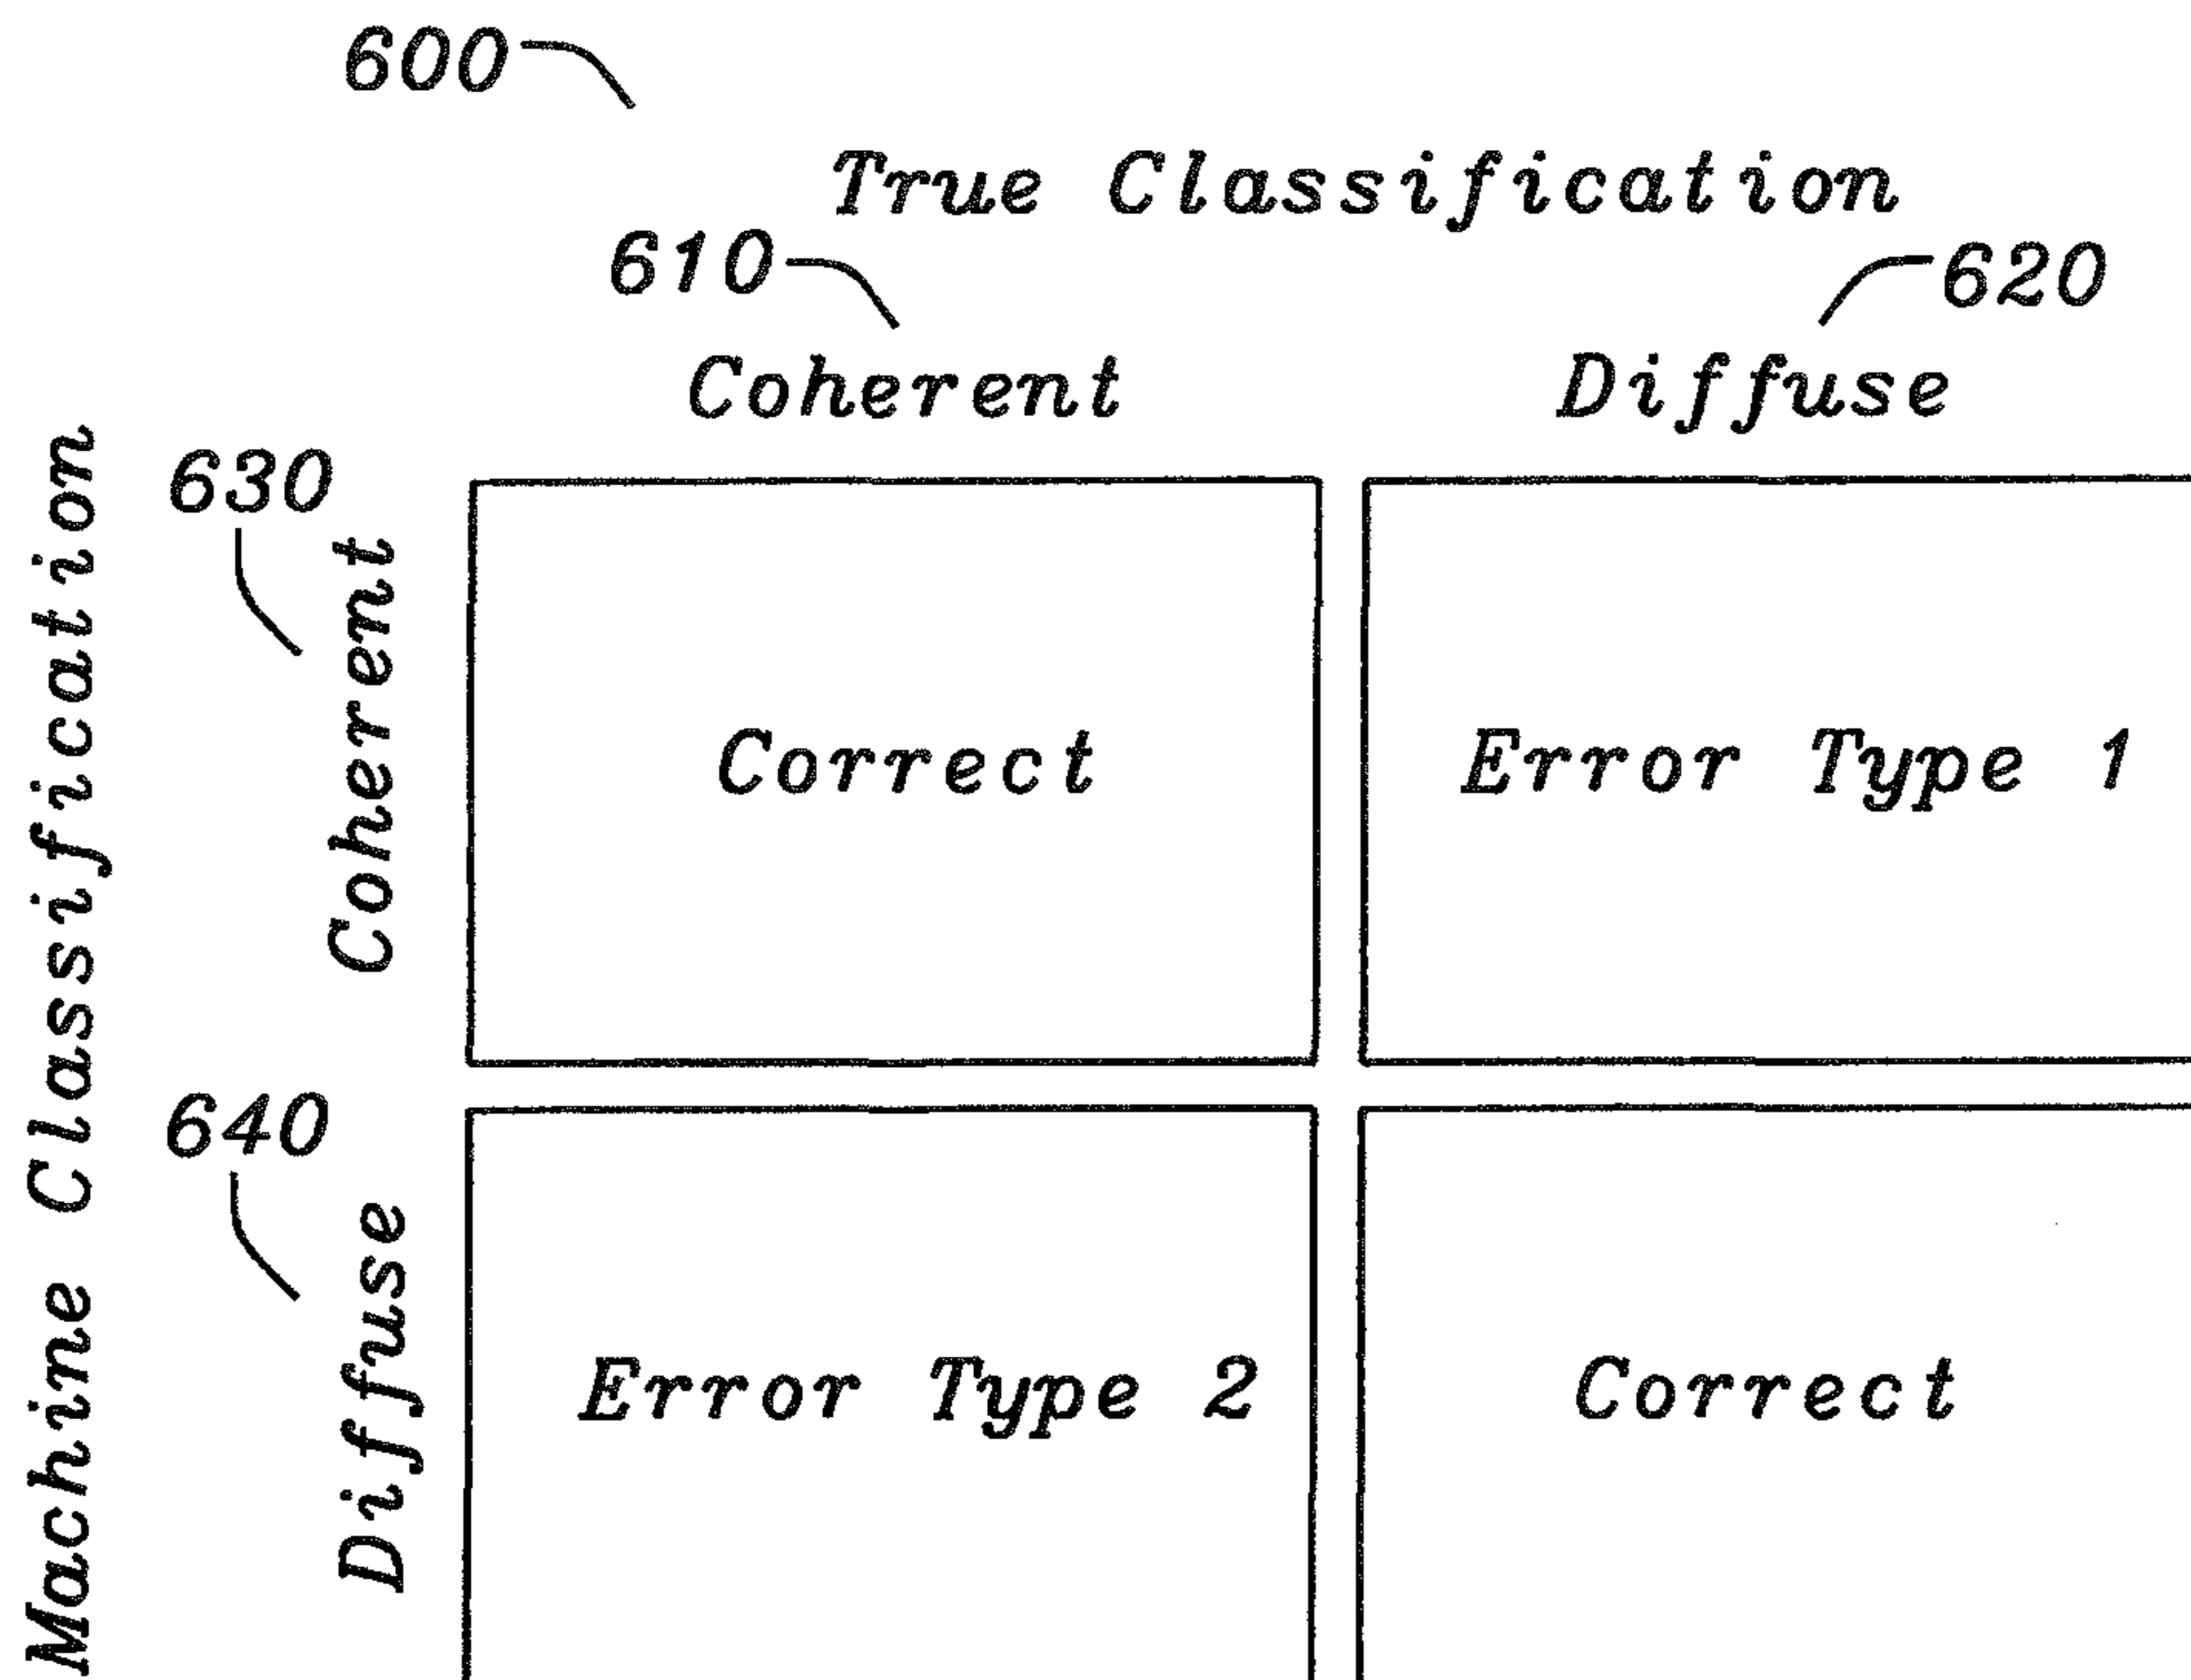 600
True Classification
610
620
Coherent
Diffuse
Machine Classification
630
Coherent
Correct
Error Type 1
640
Diffuse
Error Type 2
Correct